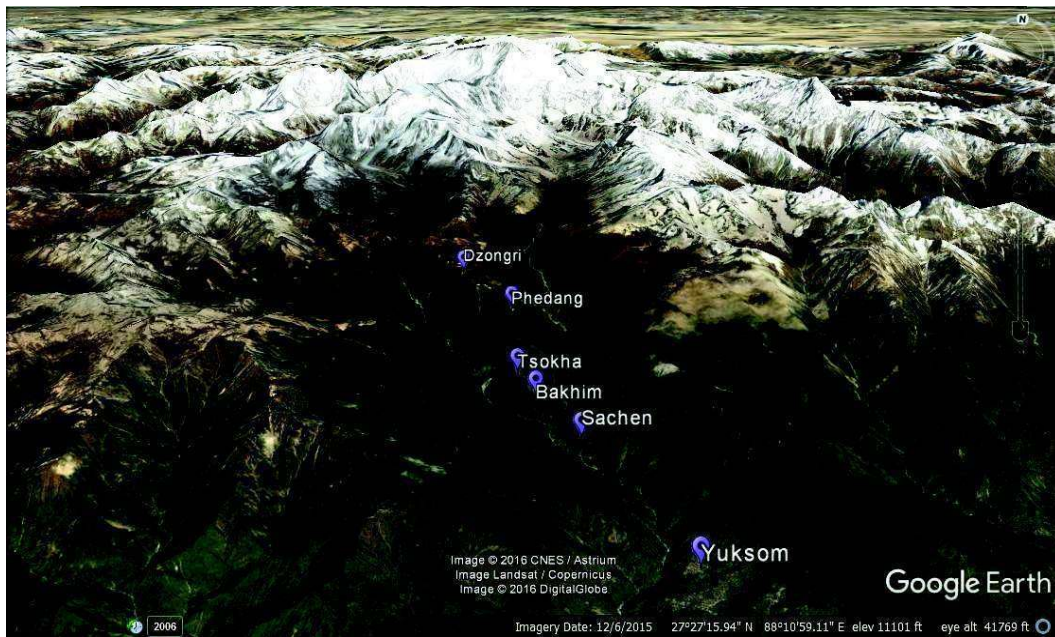 N
Dzongri
Phedang
Tsokha
Bakhim
Sachen
Yuksom
Image © 2016 CNES / Astrium
Image Landsat / Copernicus
Image © 2016 DigitalGlobe
Google Earth
2006
Imagery Date: 12/6/2015 27°27'15.94" N 88°10'59.11" E elev 11101 ft eye alt 41769 ft